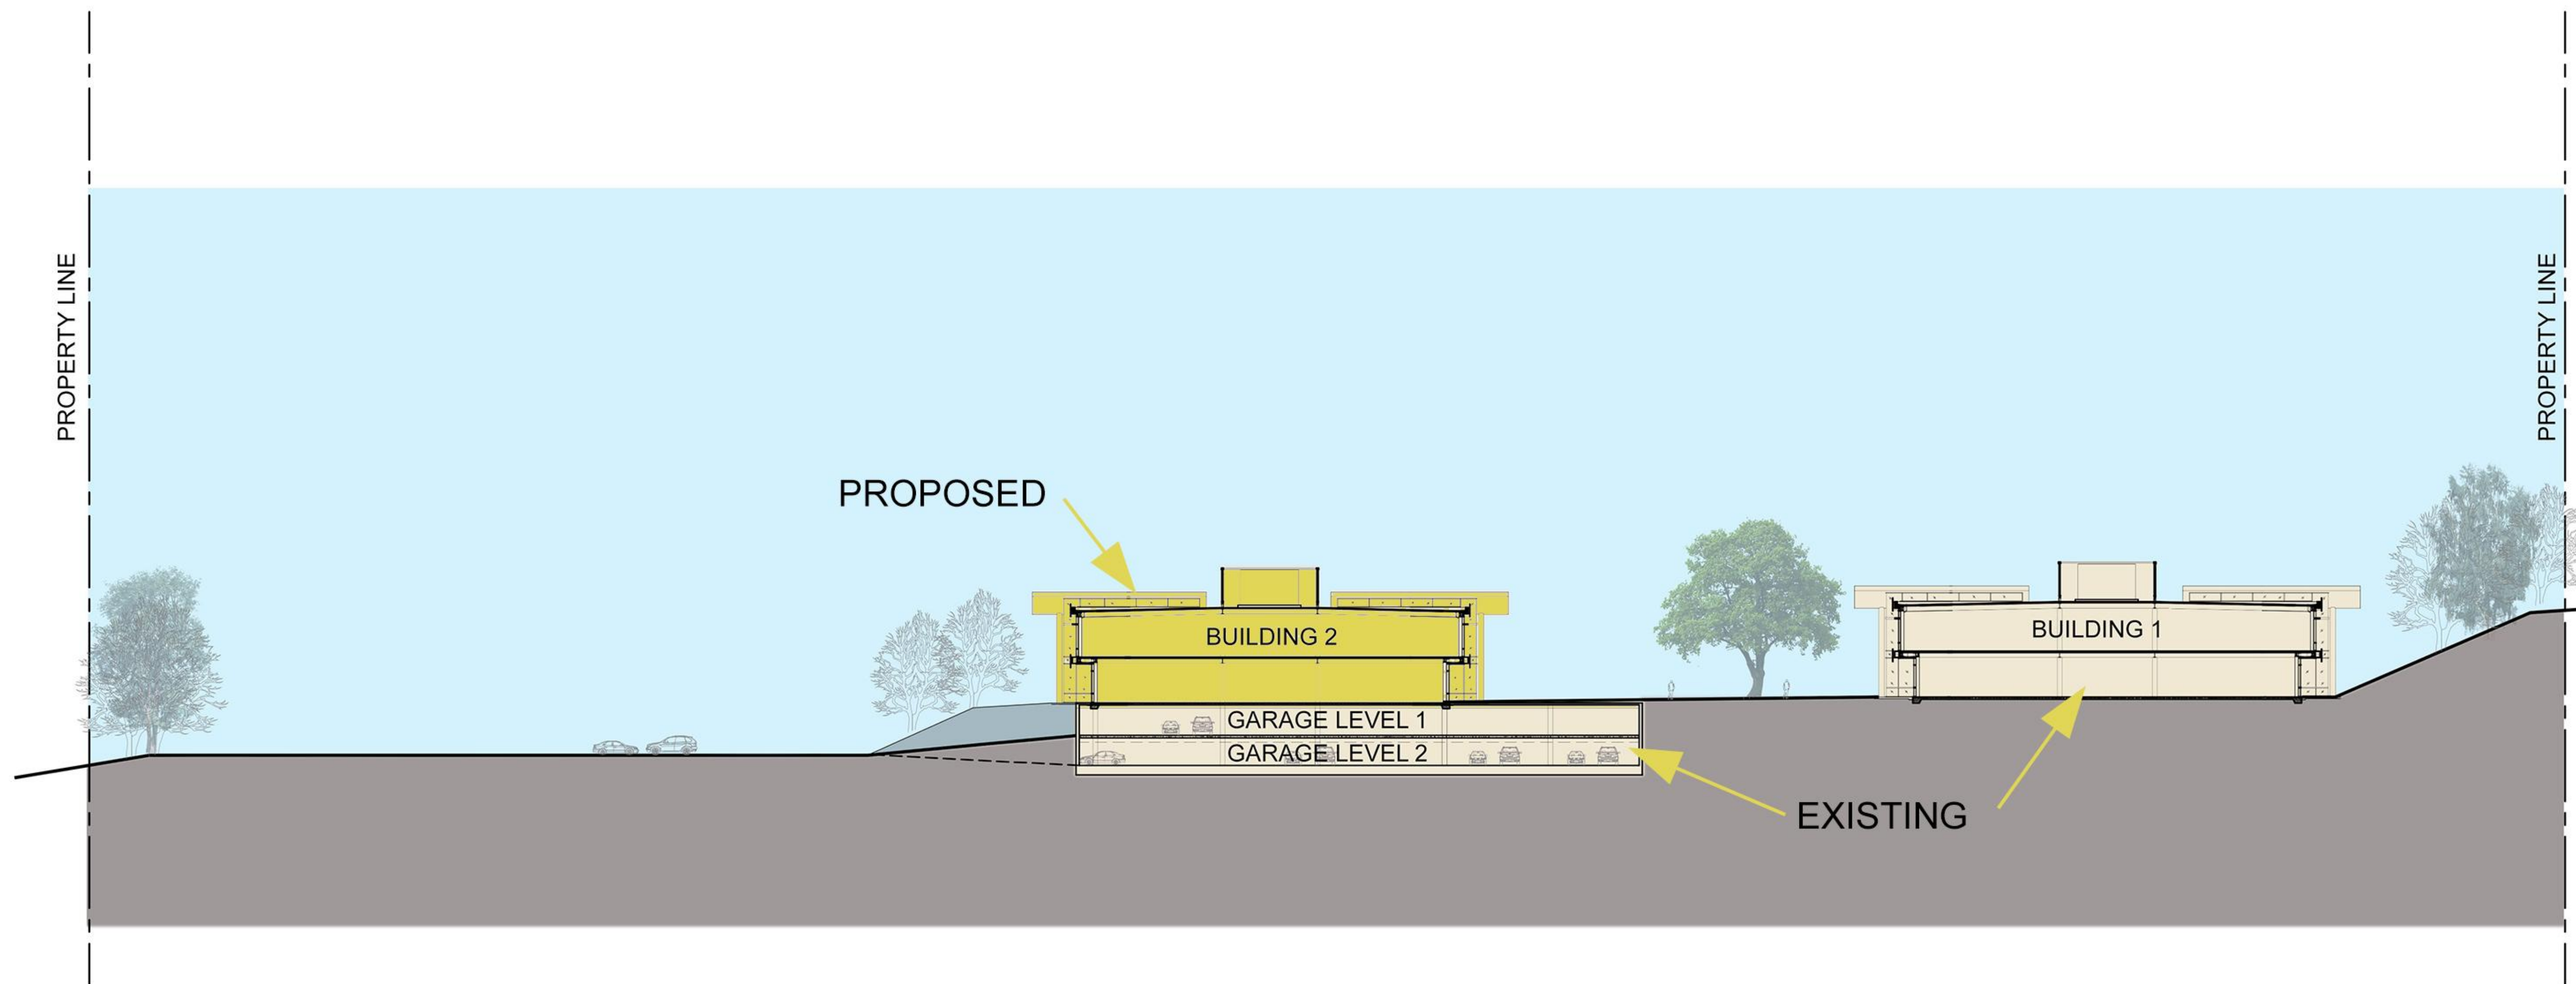 PROPERTY LINE
PROPERTY LINE
PROPOSED
BUILDING 2
BUILDING 1
GARAGE LEVEL 1
GARAGE LEVEL 2
EXISTING